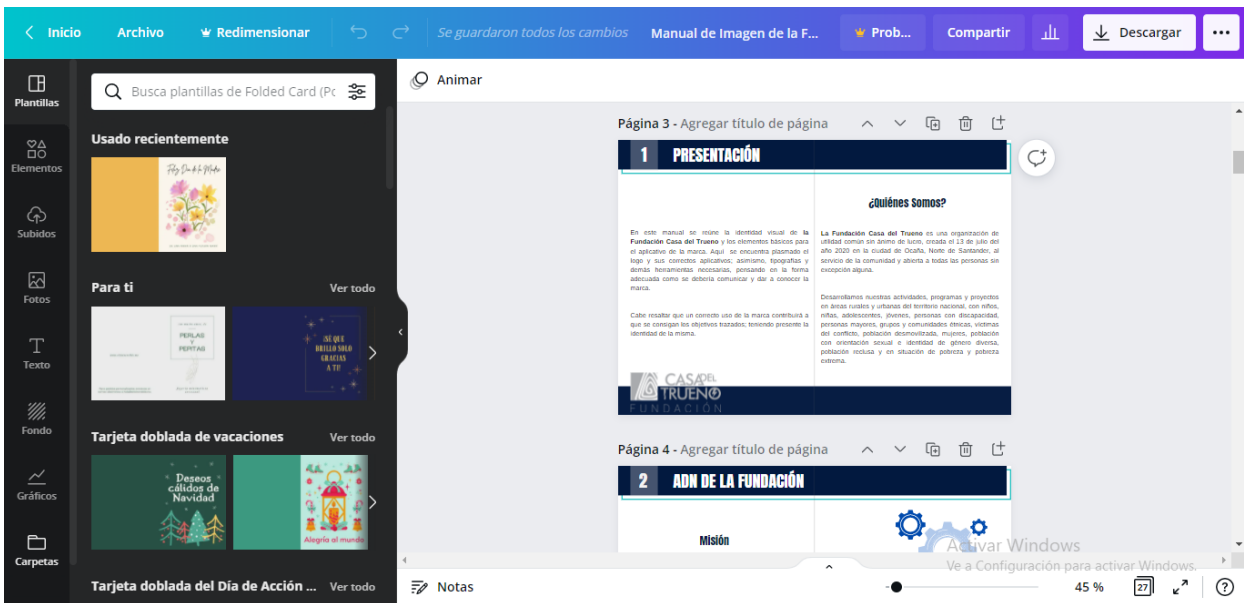 Inicio
Archivo
Redimensionar
Se guardaron todos los cambios
Manual de Imagen de la F...
Prob...
Compartir
Descargar
Plantillas
Elementos
Subidos
Fotos
Texto
Fondo
Gráficos
Carpetas
Busca plantillas de Folded Card (Po
Usado recientemente
Feliz Día de la Madre
Para ti
Ver todo
PERLAS
Y
PEPITAS
¡SÉ QUE
BRILLO SOLO
GRACIAS
A TI!
Tarjeta doblada de vacaciones
Ver todo
Deseos
cálidos de
Navidad
Alegría al mundo
Tarjeta doblada del Día de Acción ...
Ver todo
Animar
Página 3 - Agregar título de página
1 PRESENTACIÓN
En este manual se reúne la identidad visual de la
Fundación Casa del Trueno y los elementos básicos para
el aplicativo de la marca. Aquí se encuentra plasmado el
logo y sus correctos aplicativos; asimismo, tipografías y
demás herramientas necesarias, pensando en la forma
adecuada como se debería comunicar y dar a conocer la
marca.
Cabe resaltar que un correcto uso de la marca contribuirá a
que se consigan los objetivos trazados; teniendo presente la
identidad de la misma.
CASA DEL
TRUENO
FUNDACIÓN
¿Quiénes Somos?
La Fundación Casa del Trueno es una organización de
utilidad común sin ánimo de lucro, creada el 13 de julio del
año 2020 en la ciudad de Ocaña, Norte de Santander, al
servicio de la comunidad y abierta a todas las personas sin
excepción alguna.
Desarrollamos nuestras actividades, programas y proyectos
en áreas rurales y urbanas del territorio nacional, con niños,
niñas, adolescentes, jóvenes, personas con discapacidad,
personas mayores, grupos y comunidades étnicas, víctimas
del conflicto, población desmovilizada, mujeres, población
con orientación sexual e identidad de género diversa,
población reclusa y en situación de pobreza y pobreza
extrema.
Página 4 - Agregar título de página
2 ADN DE LA FUNDACIÓN
Misión
Activar Windows
Ve a Configuración para activar Windows.
Notas
45 %
27